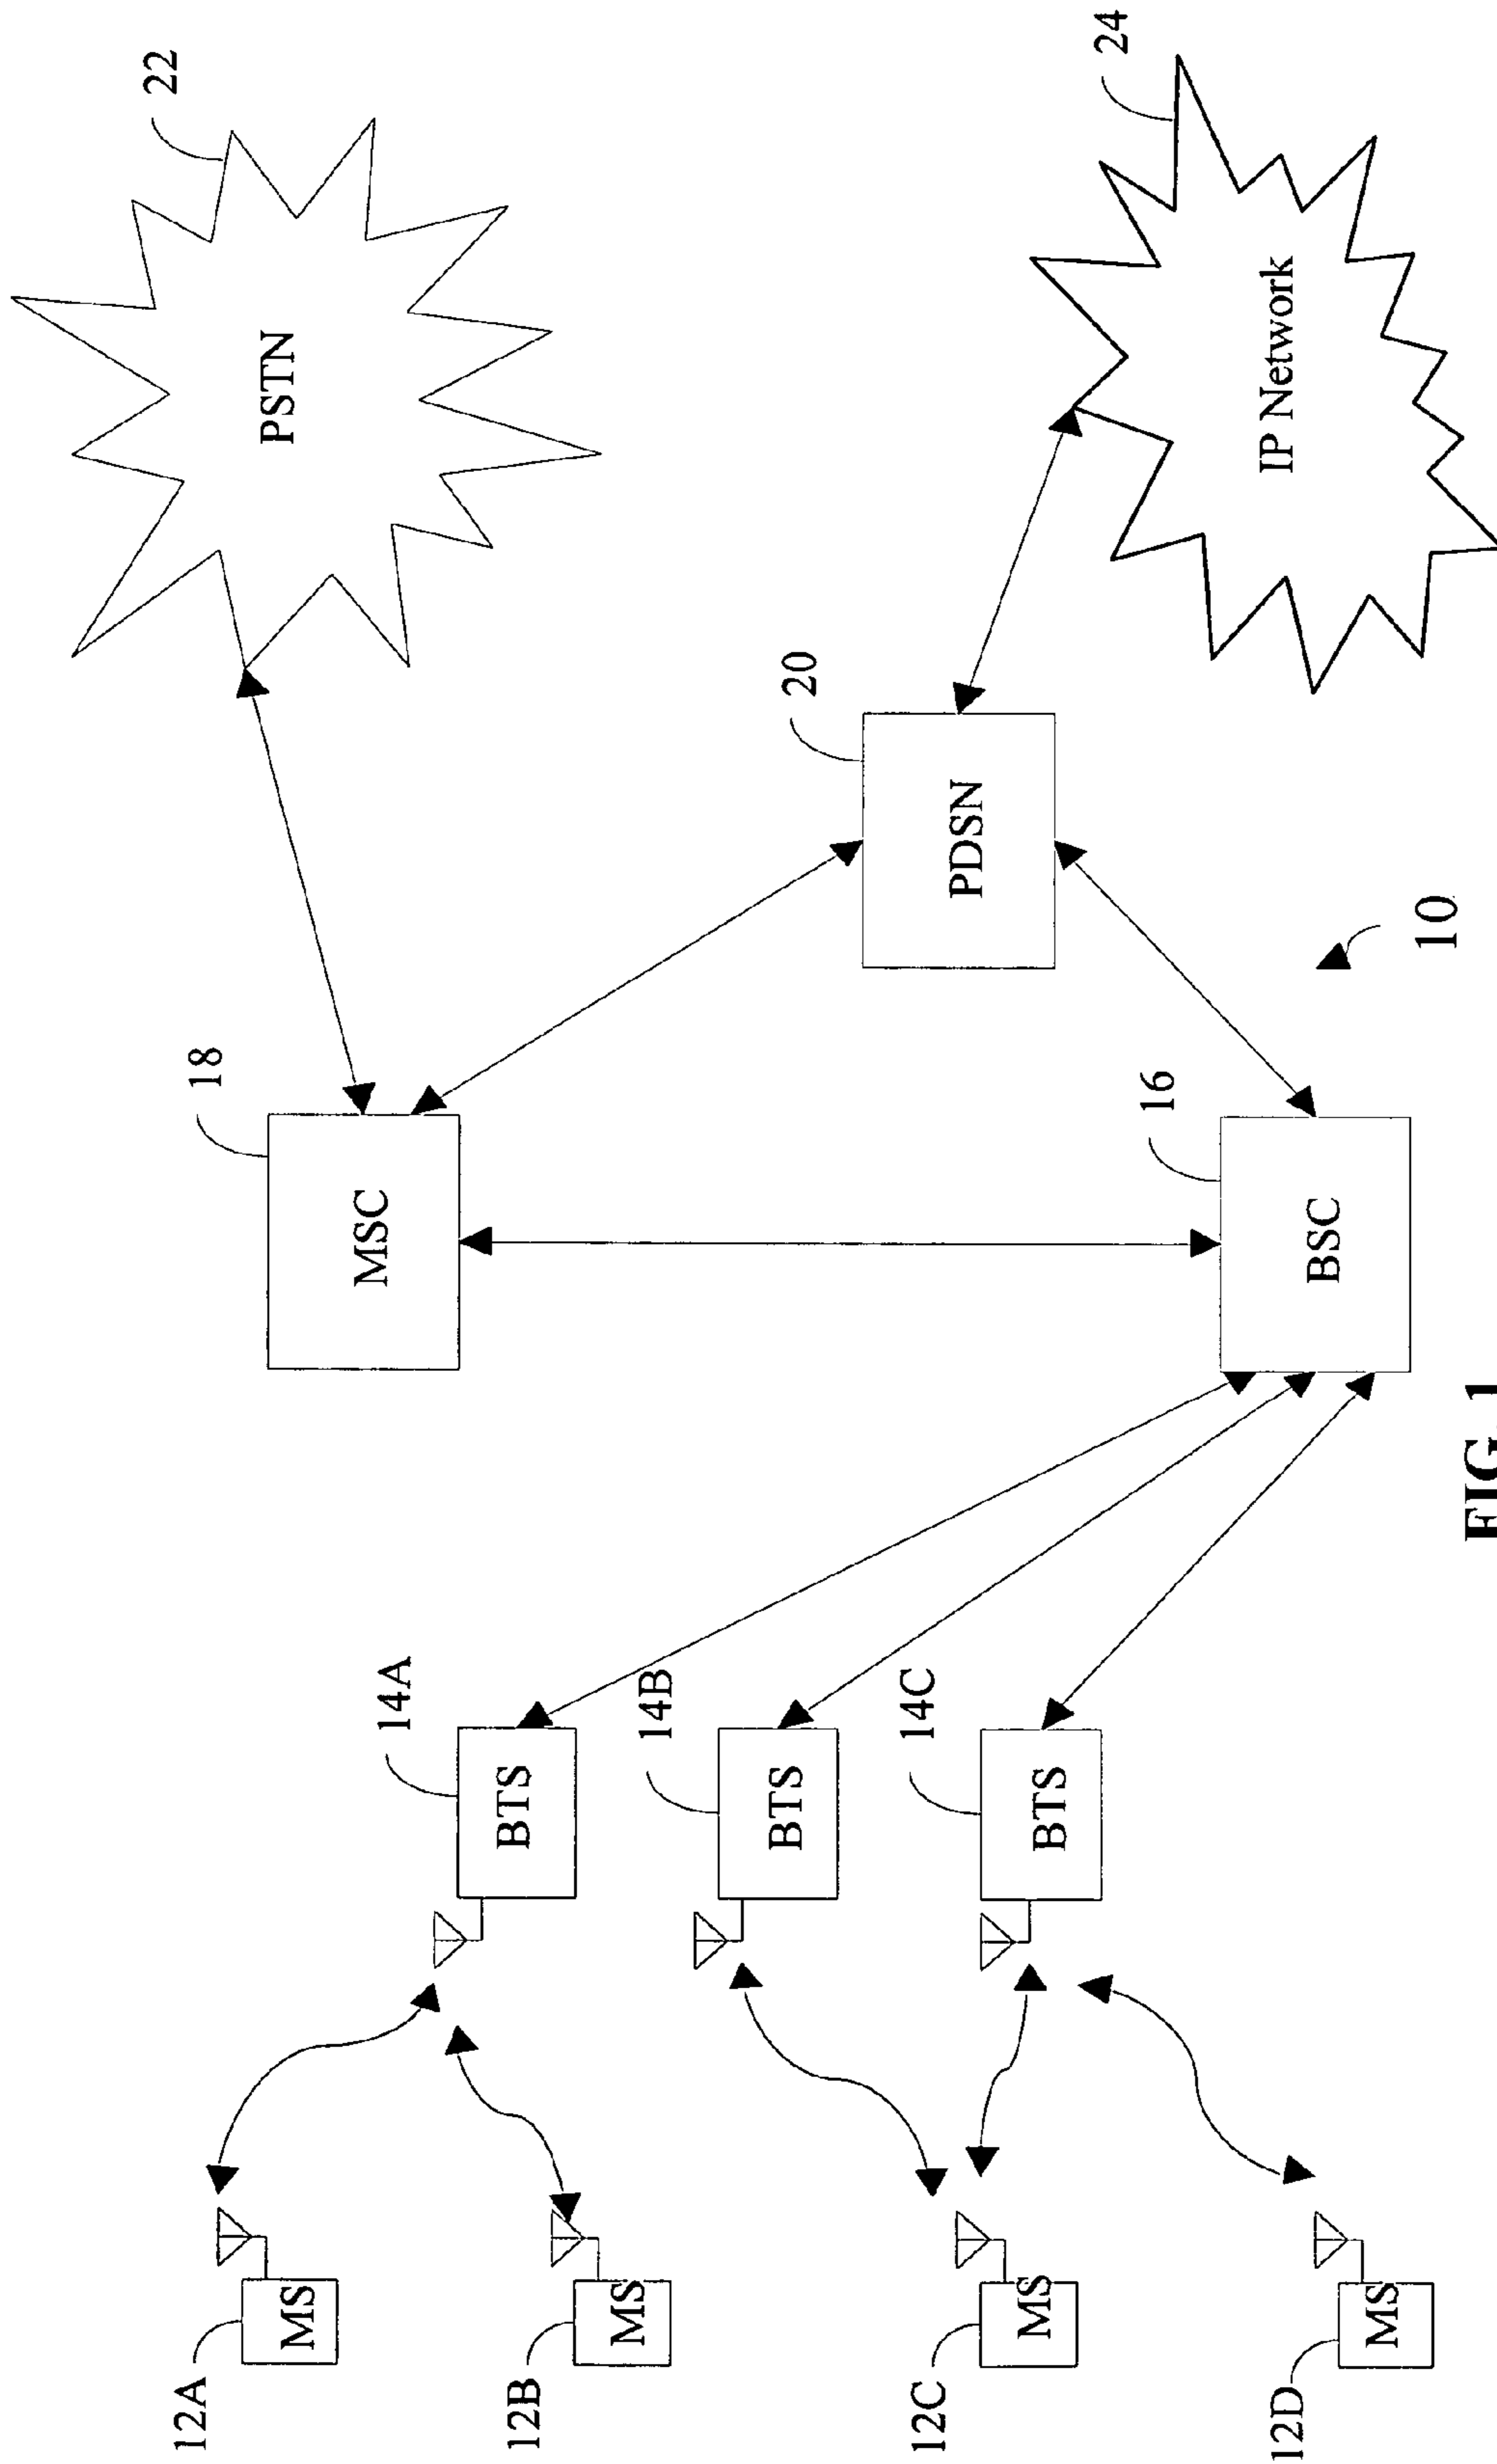 12A
MS
12B
MS
12C
MS
12D
MS
14A
BTS
14B
BTS
14C
BTS
18
MSC
16
BSC
20
PDSN
10
22
PSTN
24
IP Network
FIG. 1